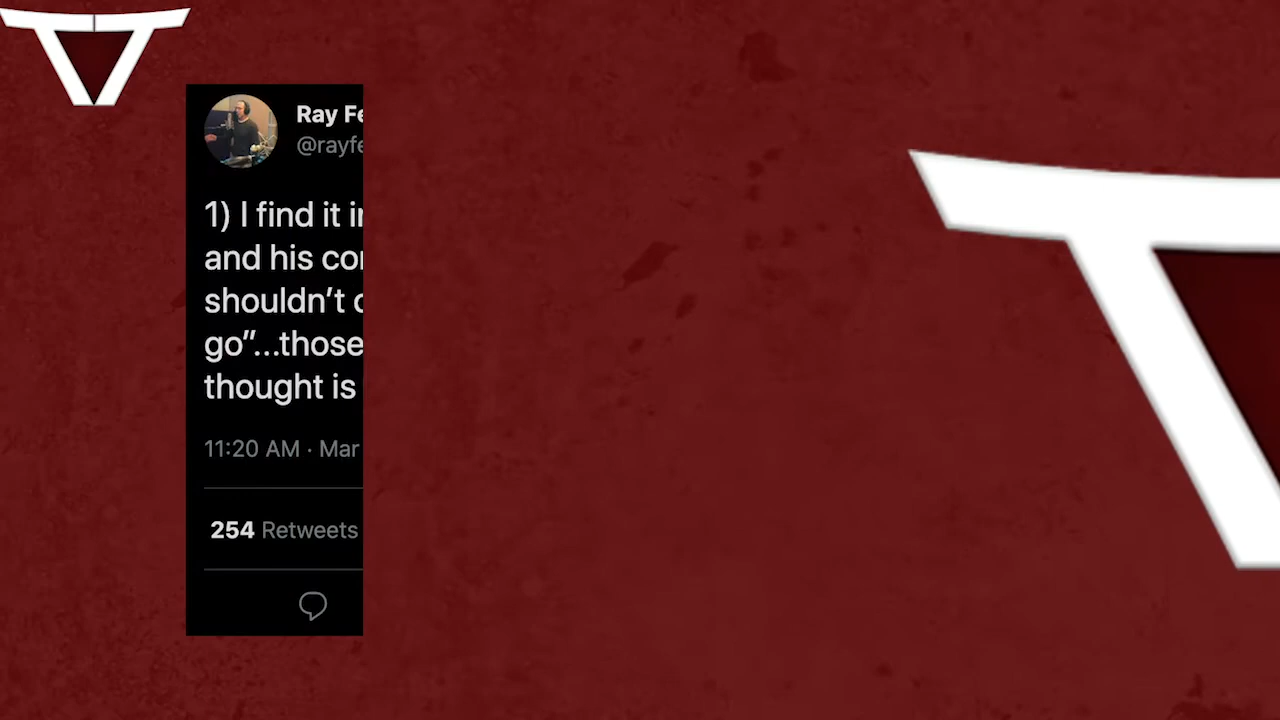 Ray Fe
@rayfe
1) I find it i
and his co
shouldn't
go”...those
thought is
11:20 AM · Mar
254 Retweets